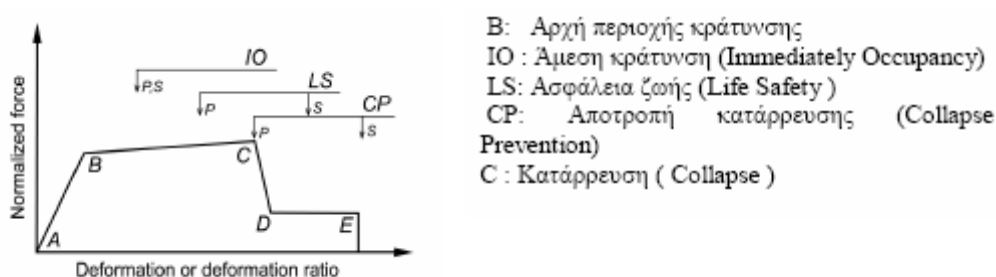 Normalized force
IO
P,S
LS
P
S
CP
P
S
B
C
A
D
E
Deformation or deformation ratio
B: Αρχή περιοχής κράτυνσης
IO : Άμεση κράτυνση (Immediately Occupancy)
LS: Ασφάλεια ζωής (Life Safety )
CP: Αποτροπή κατάρρευσης (Collapse
Prevention)
C : Κατάρρευση ( Collapse )